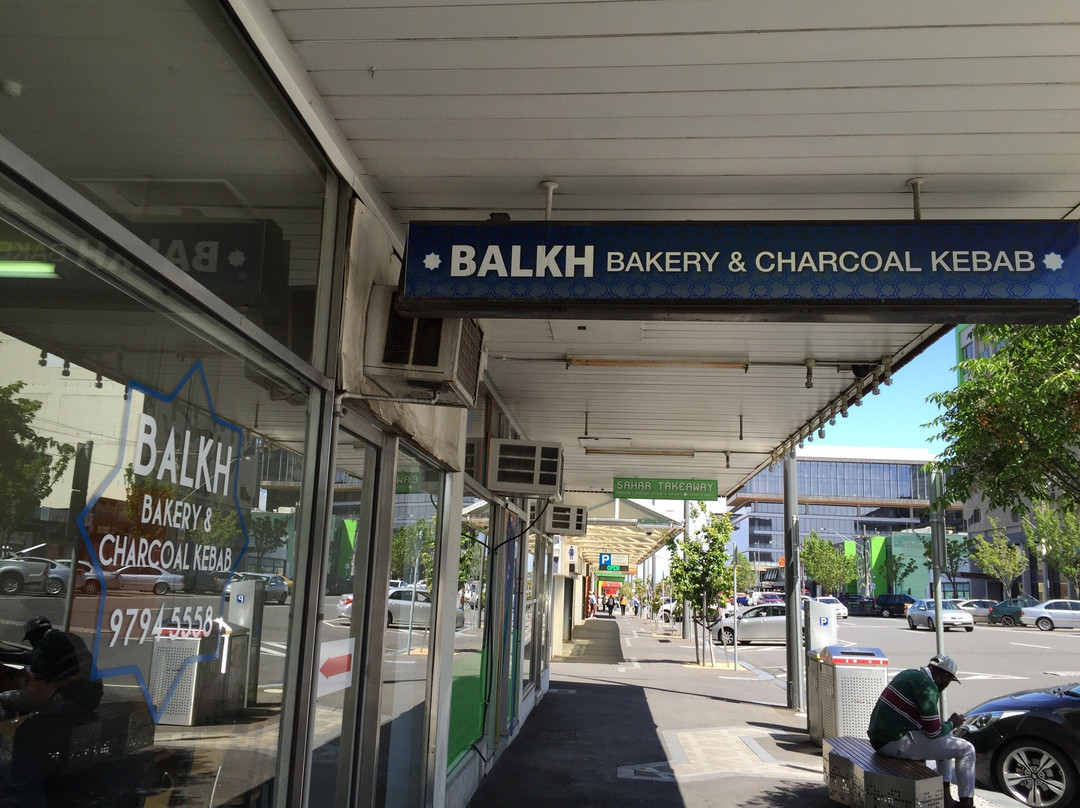 BALKH BAKERY & CHARCOAL KEBAB
BALKH
BAKERY &
CHARCOAL KEBAB
9794 5558
SAHAR TAKEAWAY
P
P